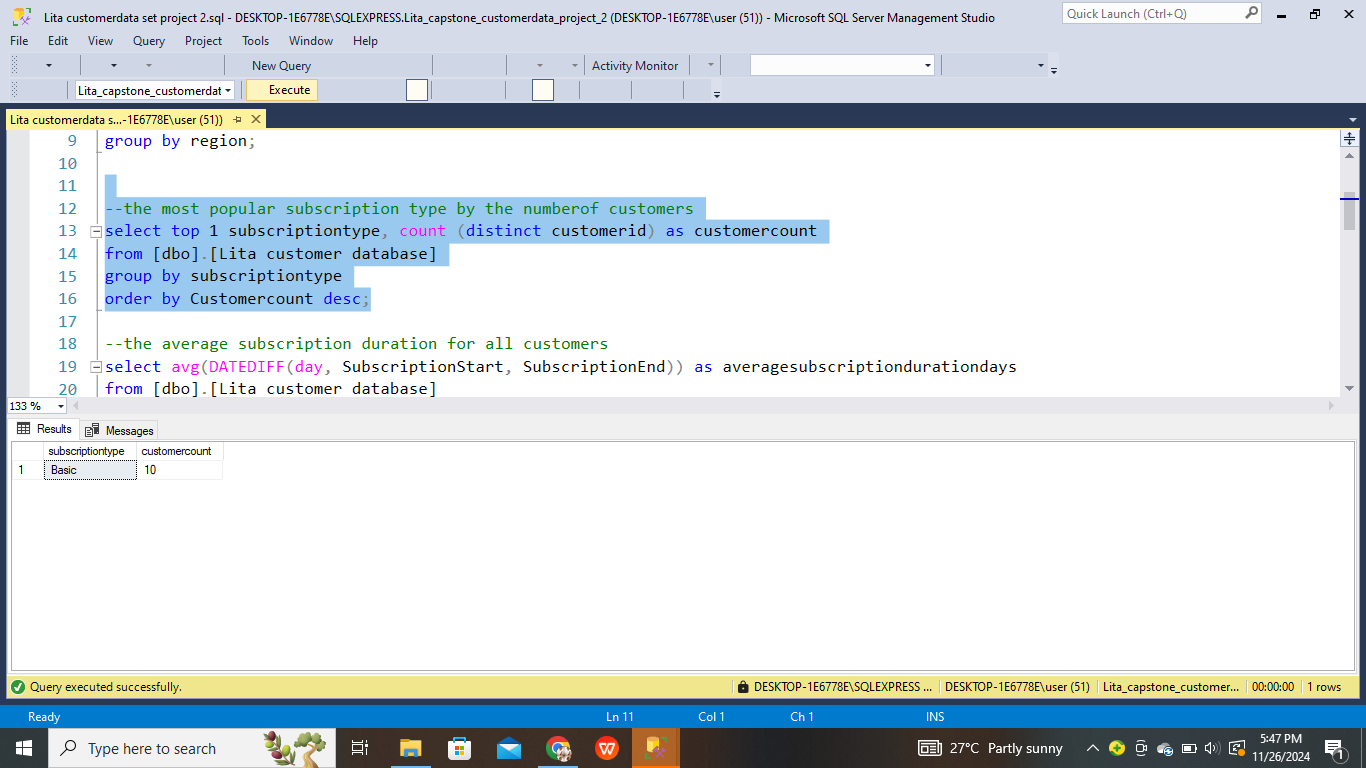 Lita customerdata set project 2.sql - DESKTOP-1E6778E\SQLEXPRESS.Lita_capstone_customerdata_project_2 (DESKTOP-1E6778E\user (51)) - Microsoft SQL Server Management Studio
Quick Launch (Ctrl+Q)
File Edit View Query Project Tools Window Help
New Query Activity Monitor
Lita_capstone_customerdat Execute
Lita customerdata s...-1E6778E\user (51))
9 group by region;
10
11
12 --the most popular subscription type by the numberof customers
13 select top 1 subscriptiontype, count (distinct customerid) as customercount
14 from [dbo].[Lita customer database]
15 group by subscriptiontype
16 order by Customercount desc;
17
18 --the average subscription duration for all customers
19 select avg(DATEDIFF(day, SubscriptionStart, SubscriptionEnd)) as averagesubscriptiondurationdays
20 from [dbo].[Lita customer database]
133 %
Results Messages
subscriptiontype customercount
1 Basic 10
Query executed successfully. DESKTOP-1E6778E\SQLEXPRESS ... DESKTOP-1E6778E\user (51) Lita_capstone_customer... 00:00:00 1 rows
Ready Ln 11 Col 1 Ch 1 INS
Type here to search 27°C Partly sunny 5:47 PM
11/26/2024 1